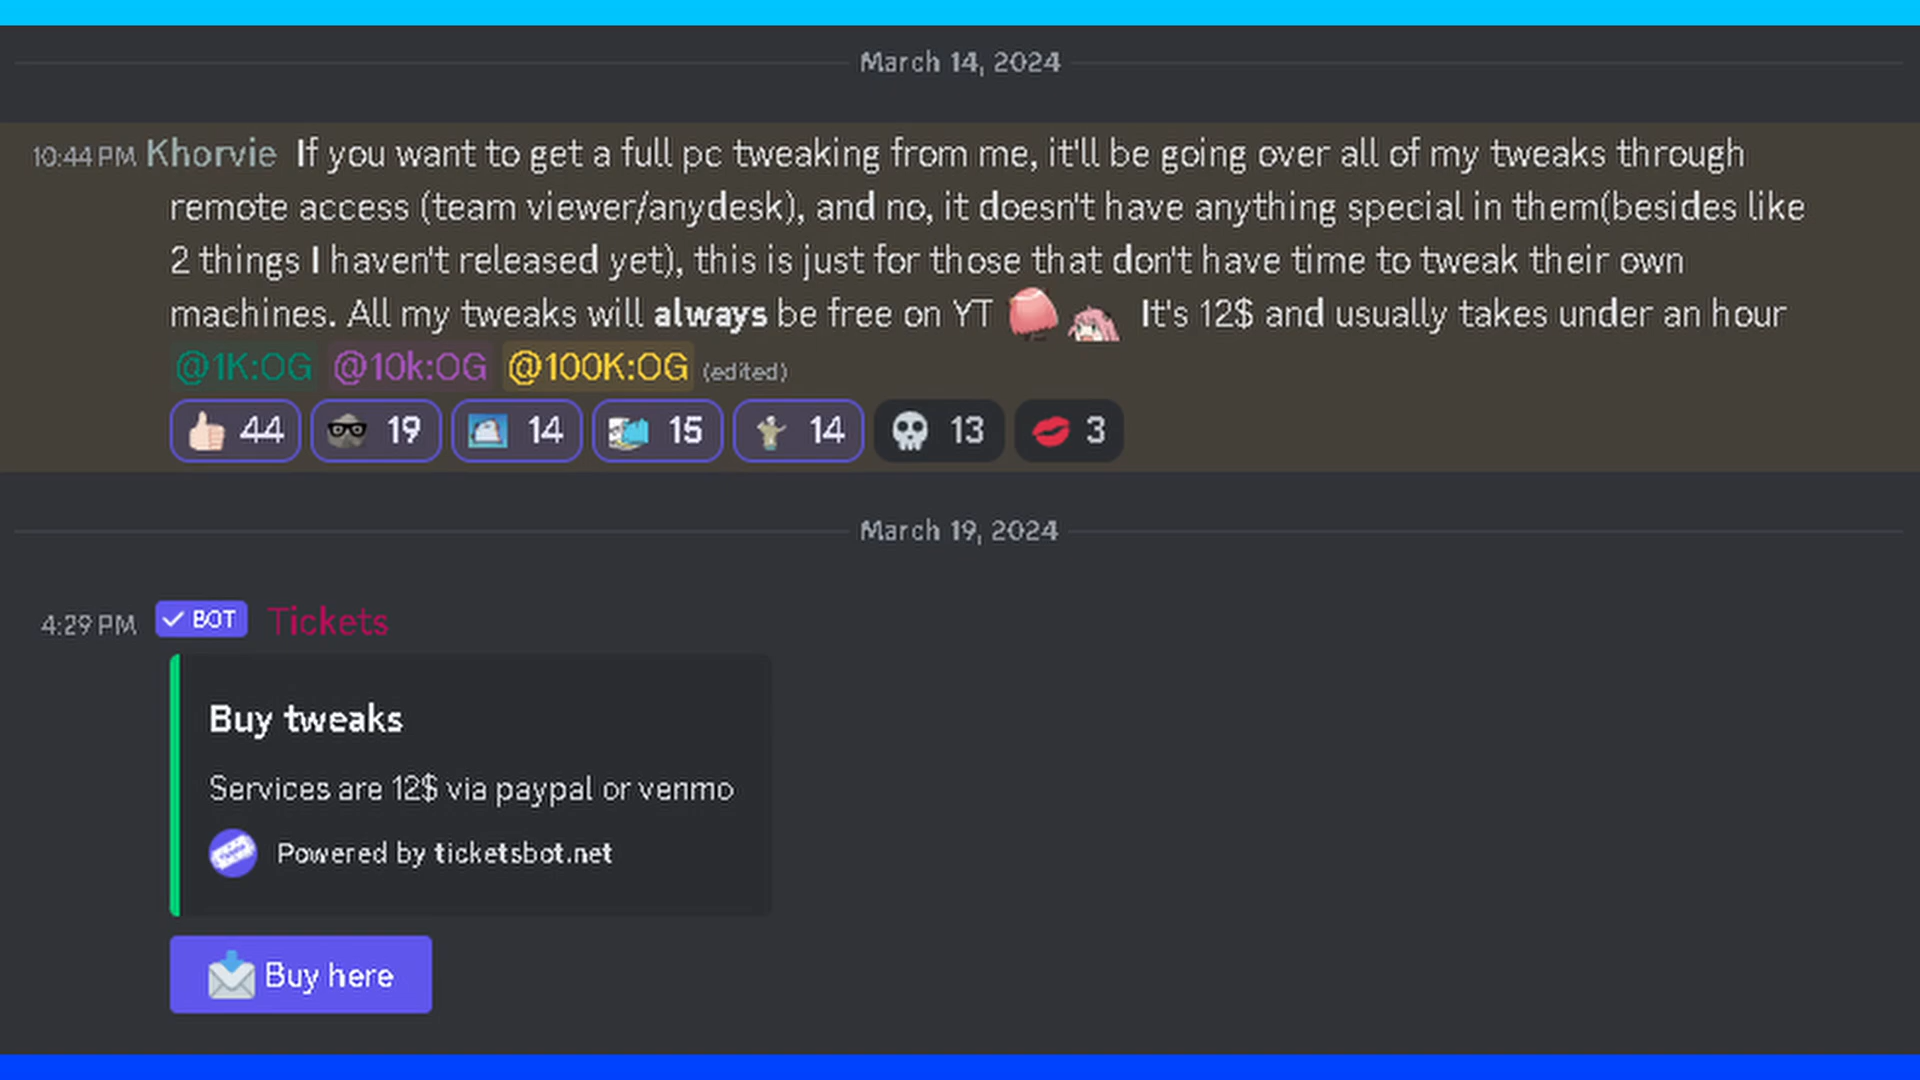 March 14, 2024
10:44 PM Khorvie If you want to get a full pc tweaking from me, it'll be going over all of my tweaks through
remote access (team viewer/anydesk), and no, it doesn't have anything special in them(besides like
2 things I haven't released yet), this is just for those that don't have time to tweak their own
machines. All my tweaks will always be free on YT It's 12$ and usually takes under an hour
@1K:OG @10k:OG @100K:OG (edited)
44 19 14 15 14 13 3
March 19, 2024
4:29 PM BOT Tickets
Buy tweaks
Services are 12$ via paypal or venmo
Powered by ticketsbot.net
Buy here